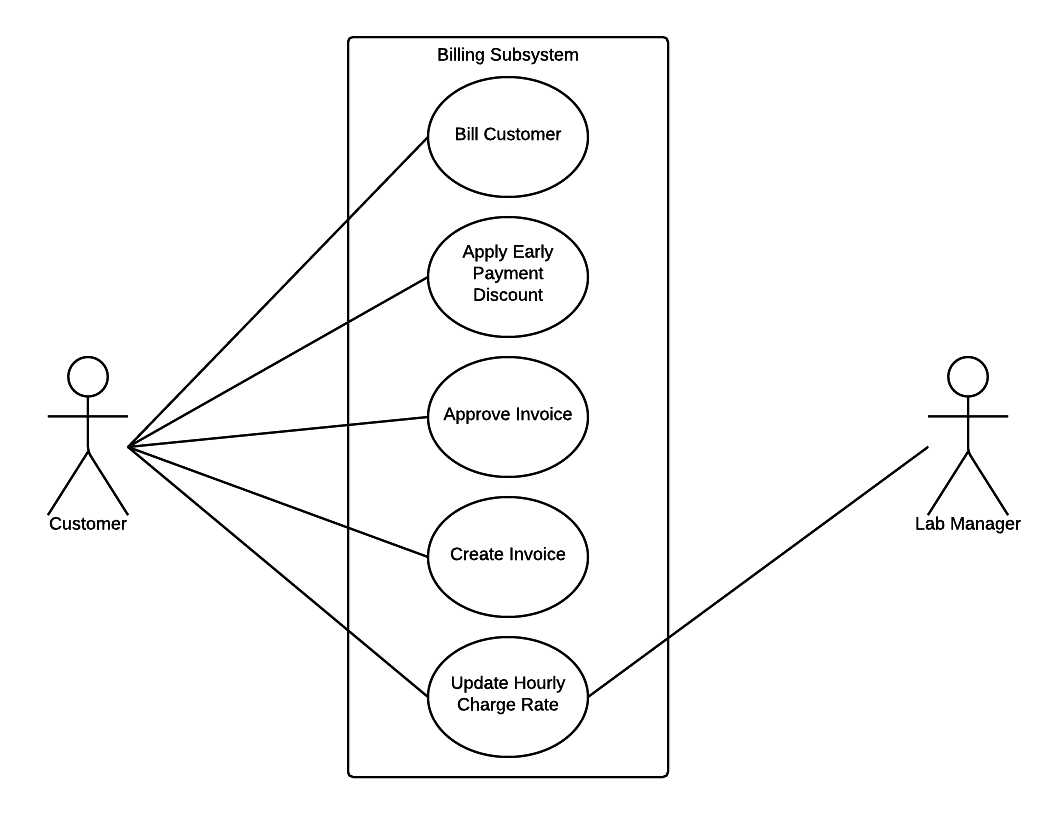 Billing Subsystem
Bill Customer
Apply Early
Payment
Discount
Approve Invoice
Customer
Lab Manager
Create Invoice
Update Hourly
Charge Rate